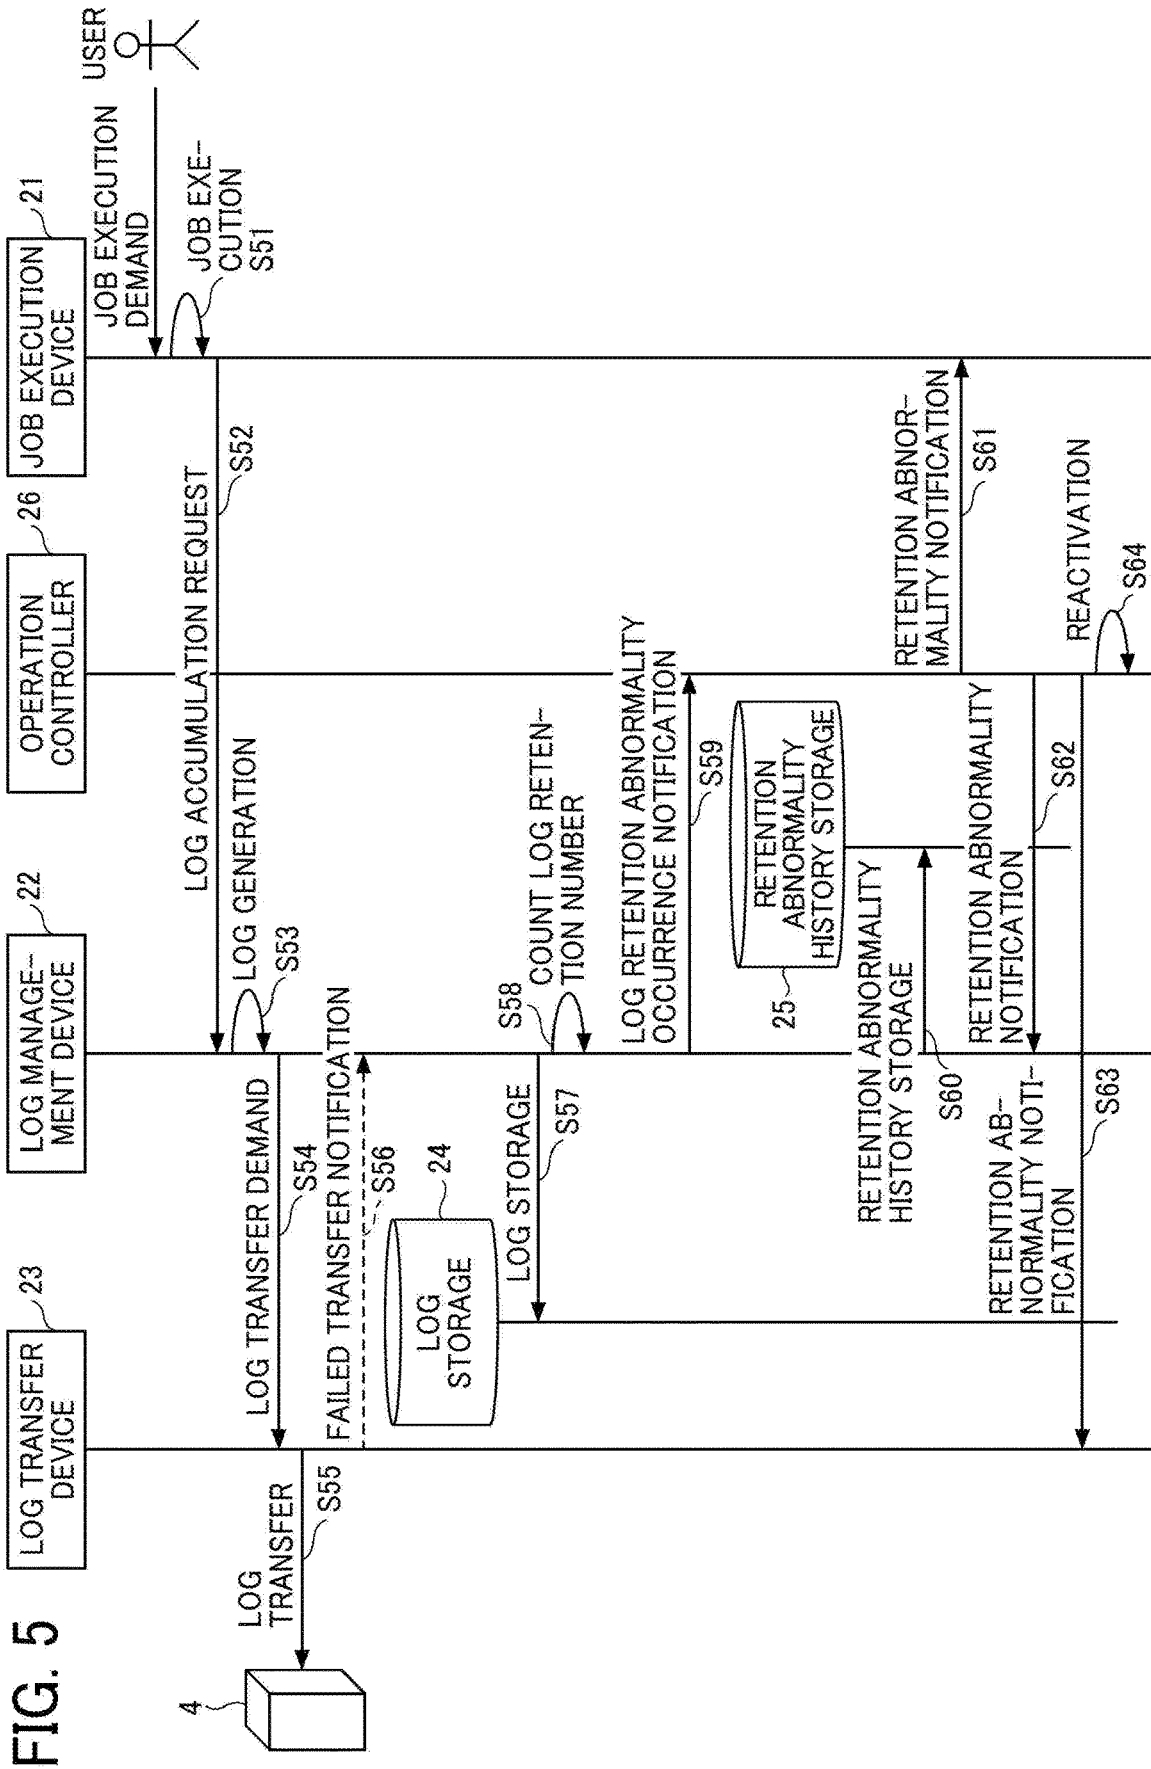 FIG. 5
LOG TRANSFER
DEVICE
23
LOG MANAGE-
MENT DEVICE
22
OPERATION
CONTROLLER
26
JOB EXECUTION
DEVICE
21
USER
JOB EXECUTION
DEMAND
JOB EXE-
CUTION
S51
LOG ACCUMULATION REQUEST
S52
LOG GENERATION
S53
LOG TRANSFER DEMAND
S54
LOG
TRANSFER
S55
4
FAILED TRANSFER NOTIFICATION
S56
LOG
STORAGE
24
LOG STORAGE
S57
S58
COUNT LOG RETEN-
TION NUMBER
LOG RETENTION ABNORMALITY
OCCURRENCE NOTIFICATION
S59
RETENTION
ABNORMALITY
HISTORY STORAGE
25
RETENTION ABNORMALITY
HISTORY STORAGE
S60
RETENTION ABNOR-
MALITY NOTIFICATION
S61
RETENTION ABNORMALITY
NOTIFICATION
S62
RETENTION AB-
NORMALITY NOTI-
FICATION
S63
REACTIVATION
S64